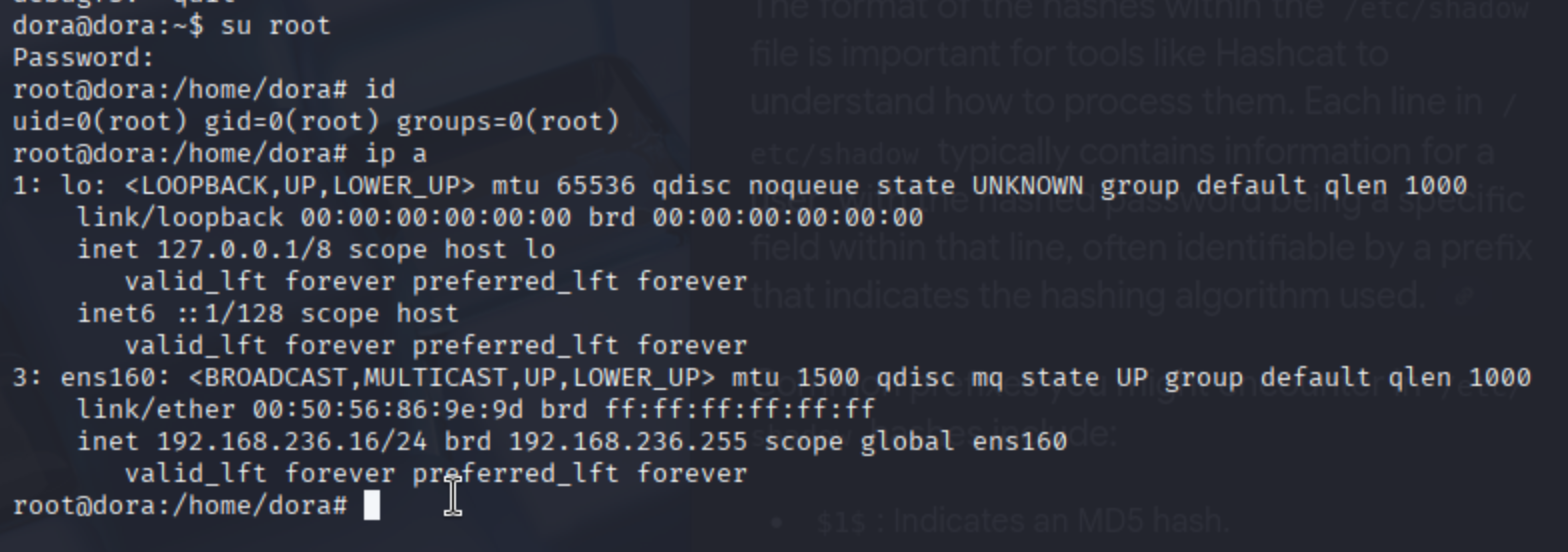 dora@dora:~$ su root
Password:
root@dora:/home/dora# id
uid=0(root) gid=0(root) groups=0(root)
root@dora:/home/dora# ip a
1: lo: <LOOPBACK,UP,LOWER_UP> mtu 65536 qdisc noqueue state UNKNOWN group default qlen 1000
    link/loopback 00:00:00:00:00:00 brd 00:00:00:00:00:00
    inet 127.0.0.1/8 scope host lo
       valid_lft forever preferred_lft forever
    inet6 ::1/128 scope host
       valid_lft forever preferred_lft forever
3: ens160: <BROADCAST,MULTICAST,UP,LOWER_UP> mtu 1500 qdisc mq state UP group default qlen 1000
    link/ether 00:50:56:86:9e:9d brd ff:ff:ff:ff:ff:ff
    inet 192.168.236.16/24 brd 192.168.236.255 scope global ens160
       valid_lft forever preferred_lft forever
root@dora:/home/dora#
The format of the hashes within the /etc/shadow
file is important for tools like Hashcat to
understand how to process them. Each line in /
etc/shadow typically contains information for a
user, with the hashed password being a specific
field within that line, often identifiable by a prefix
that indicates the hashing algorithm used.
prefixes you might encounter in /etc/
shadow hashes include:
• $1$ : Indicates an MD5 hash.